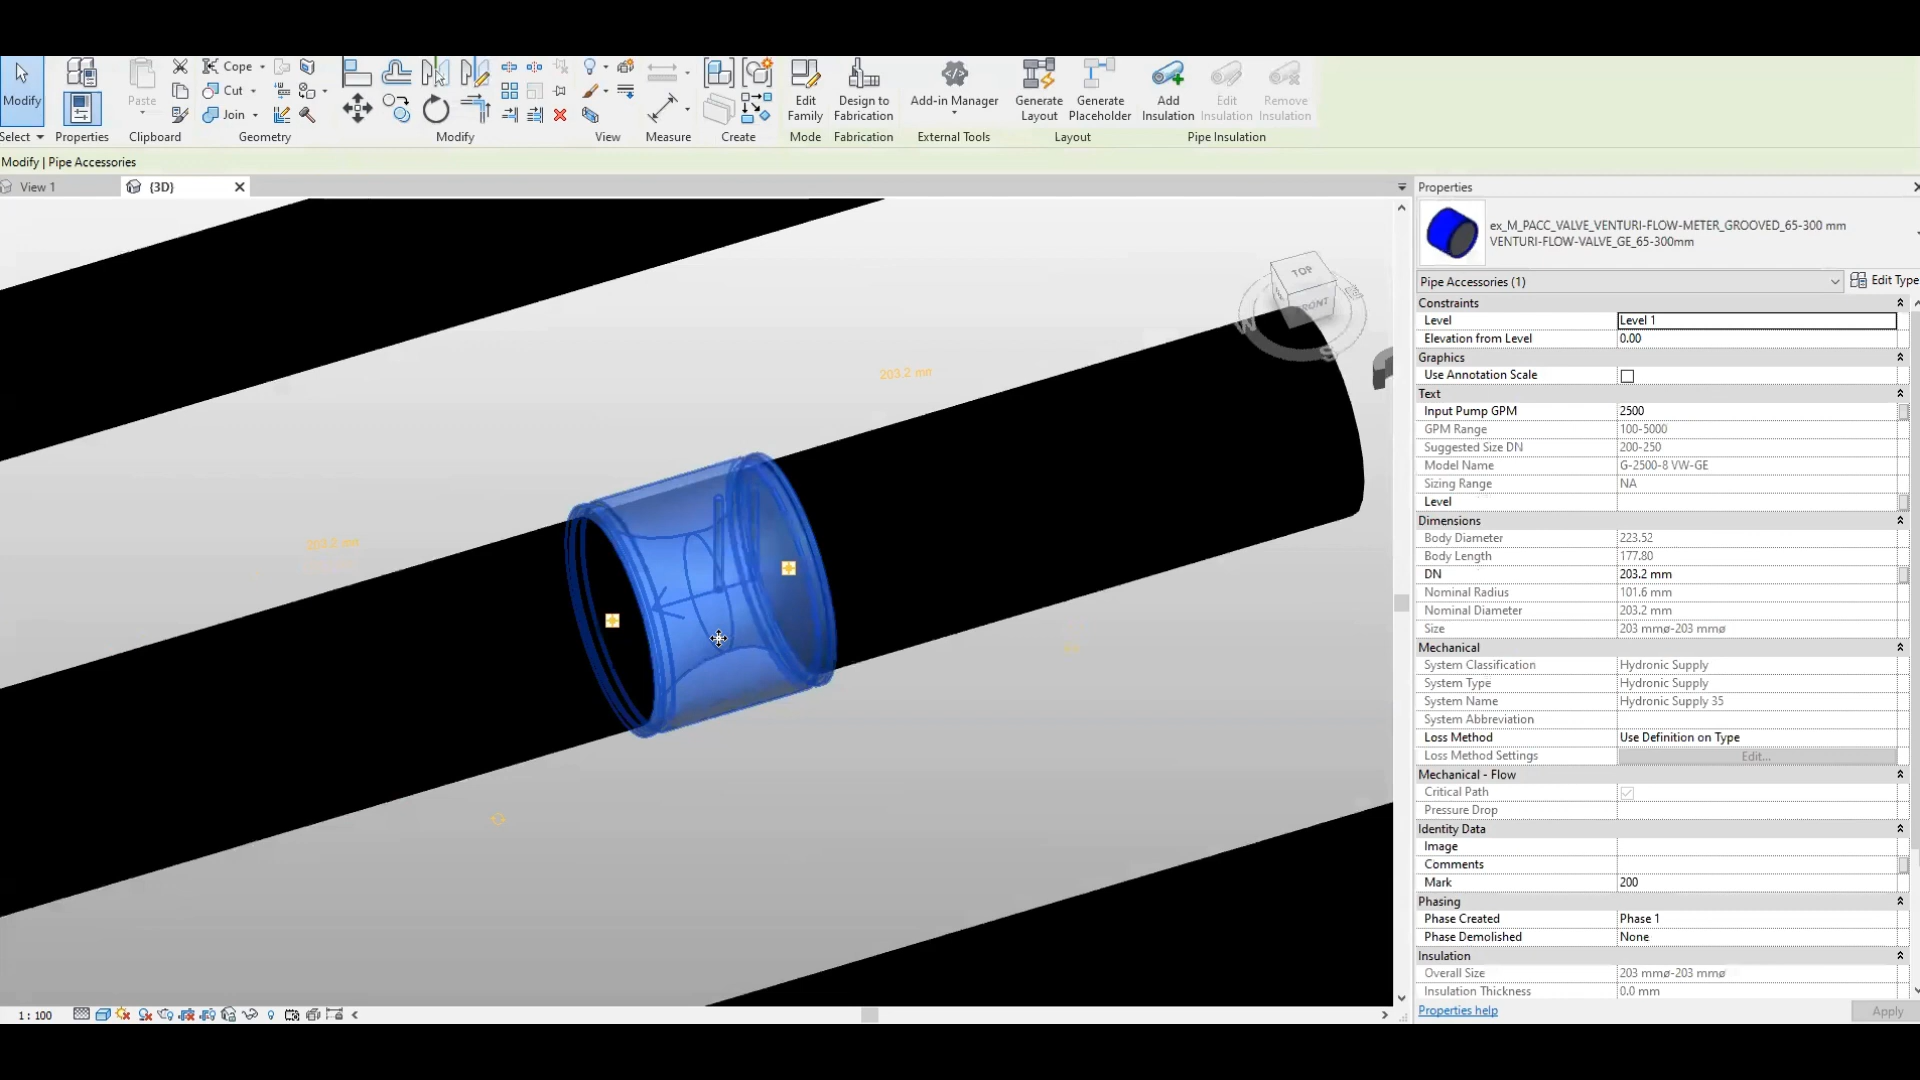 Modify
Select
Properties
Paste
Clipboard
Cope
Cut
Join
Geometry
Modify
View
Measure
Create
Edit Family
Mode
Design to Fabrication
Fabrication
Add-in Manager
External Tools
Generate Layout
Generate Placeholder
Layout
Add Insulation
Edit Insulation
Remove Insulation
Pipe Insulation
Modify | Pipe Accessories
View 1
{3D}
TOP
FRONT
W
S
203.2 mm
203.2 mm
1 : 100
Properties
ex_M_PACC_VALVE_VENTURI-FLOW-METER_GROOVED_65-300 mm
VENTURI-FLOW-VALVE_GE_65-300mm
Pipe Accessories (1)
Edit Type
Constraints
Level Level 1
Elevation from Level 0.00
Graphics
Use Annotation Scale
Text
Input Pump GPM 2500
GPM Range 100-5000
Suggested Size DN 200-250
Model Name G-2500-8 VW-GE
Sizing Range NA
Level
Dimensions
Body Diameter 223.52
Body Length 177.80
DN 203.2 mm
Nominal Radius 101.6 mm
Nominal Diameter 203.2 mm
Size 203 mmø-203 mmø
Mechanical
System Classification Hydronic Supply
System Type Hydronic Supply
System Name Hydronic Supply 35
System Abbreviation
Loss Method Use Definition on Type
Loss Method Settings Edit...
Mechanical - Flow
Critical Path
Pressure Drop
Identity Data
Image
Comments
Mark 200
Phasing
Phase Created Phase 1
Phase Demolished None
Insulation
Overall Size 203 mmø-203 mmø
Insulation Thickness 0.0 mm
Properties help
Apply